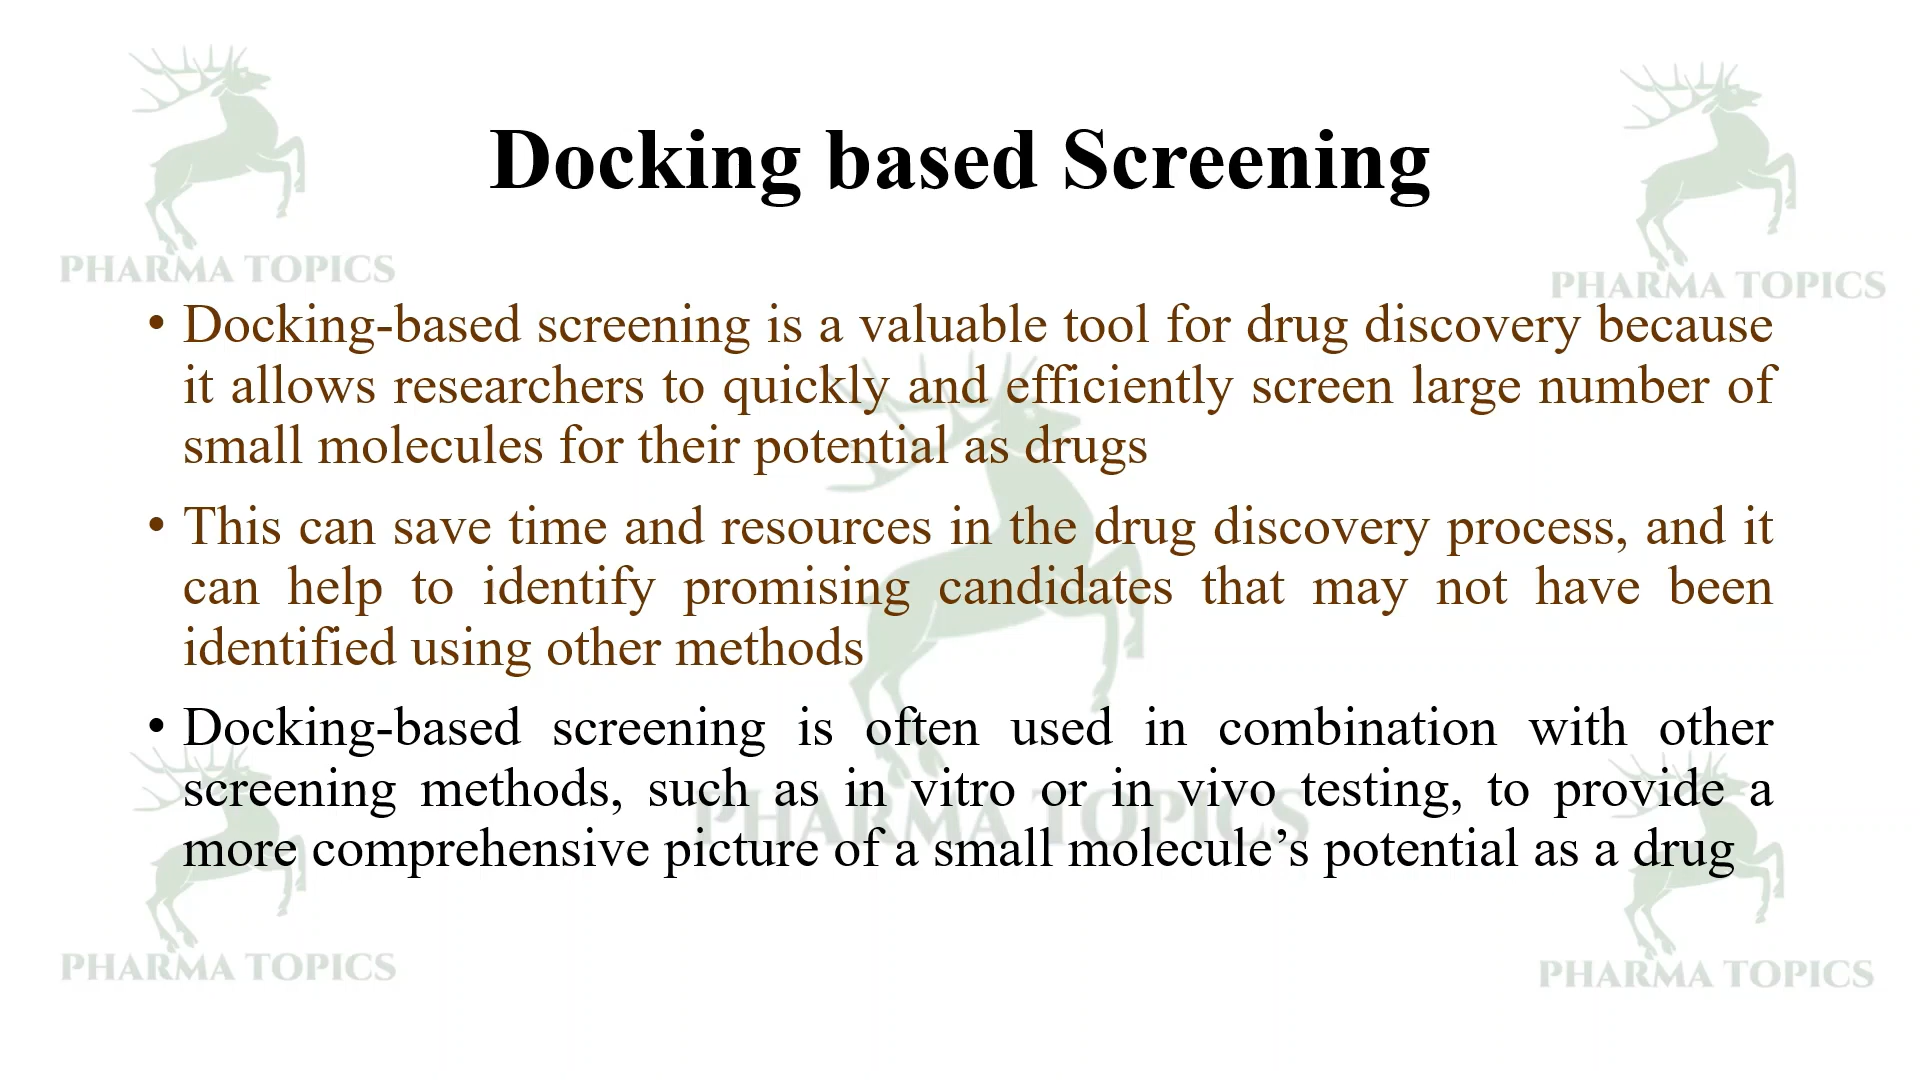 Docking based Screening
PHARMA TOPICS
PHARMA TOPICS
• Docking-based screening is a valuable tool for drug discovery because
it allows researchers to quickly and efficiently screen large number of
small molecules for their potential as drugs
• This can save time and resources in the drug discovery process, and it
can help to identify promising candidates that may not have been
identified using other methods
• Docking-based screening is often used in combination with other
screening methods, such as in vitro or in vivo testing, to provide a
more comprehensive picture of a small molecule’s potential as a drug
PHARMA TOPICS
PHARMA TOPICS
PHARMA TOPICS